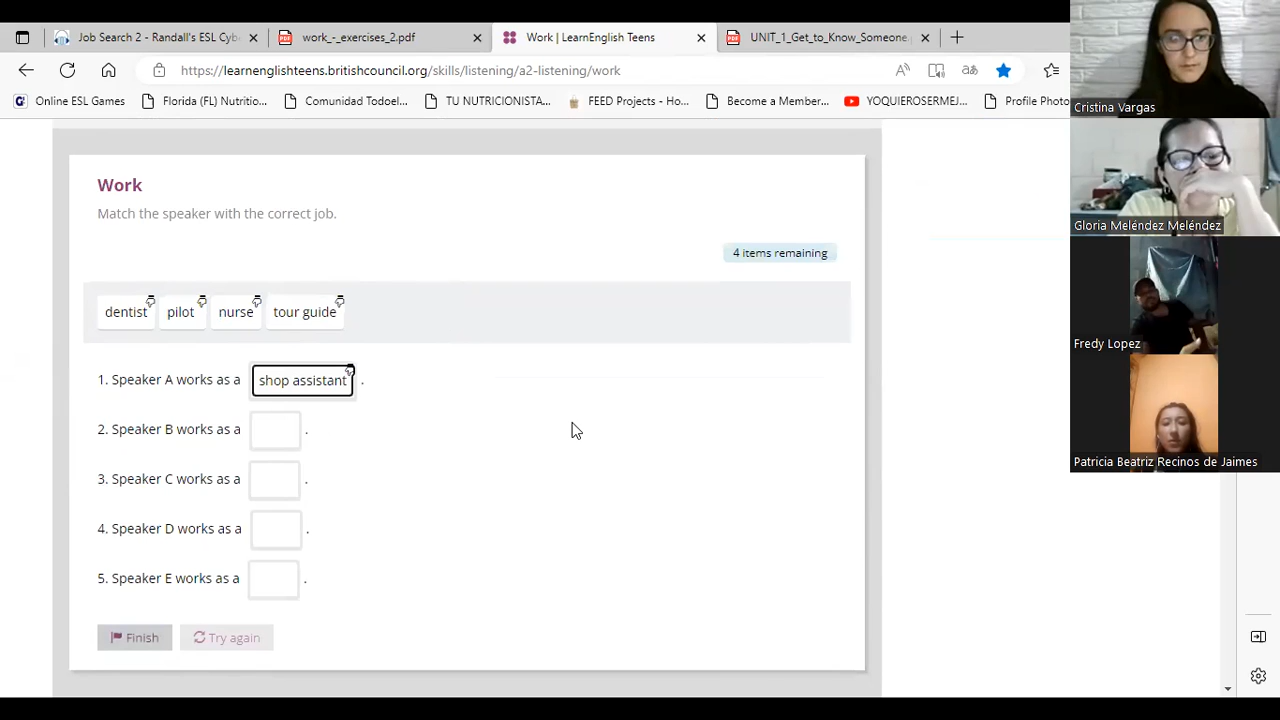 Job Search 2 - Randall's ESL Cyb
work_-_exercises_2.pdf
Work | LearnEnglish Teens
UNIT_1_Get_to_Know_Someone.
https://learnenglishteens.britishcouncil.org/skills/listening/a2-listening/work
Online ESL Games
Florida (FL) Nutritio...
Comunidad Todoel...
TU NUTRICIONISTA...
FEED Projects - Ho...
Become a Member...
YOQUIEROSERMEJ...
Profile Photo
Cristina Vargas
Gloria Meléndez Meléndez
Fredy Lopez
Patricia Beatriz Recinos de Jaimes
Work
Match the speaker with the correct job.
4 items remaining
dentist pilot nurse tour guide
1. Speaker A works as a shop assistant .
2. Speaker B works as a .
3. Speaker C works as a .
4. Speaker D works as a .
5. Speaker E works as a .
Finish Try again